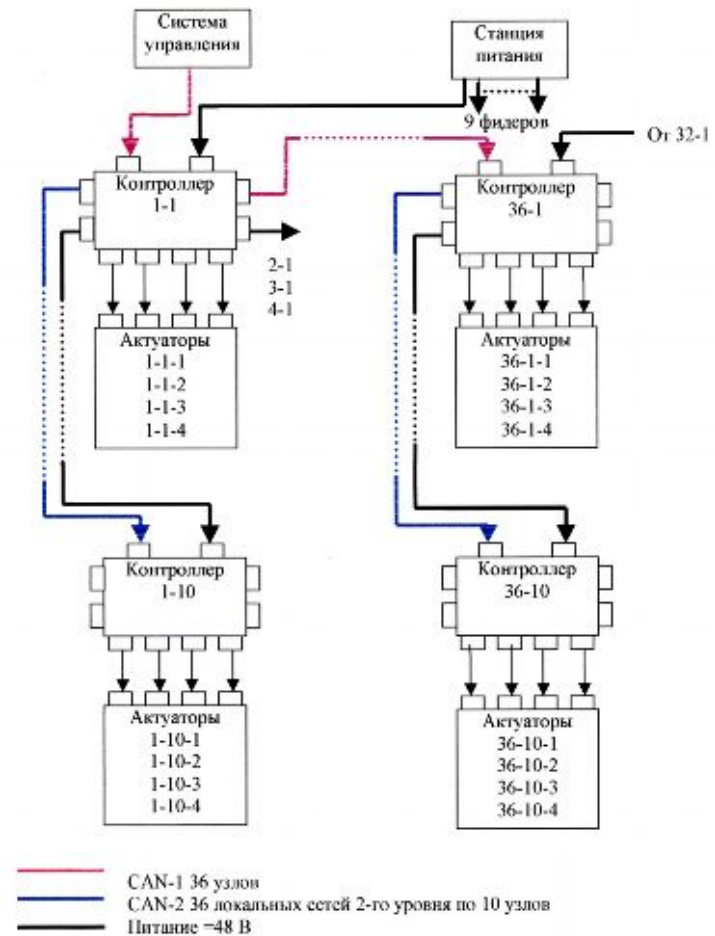 Система
управления
Станция
питания
9 фидеров
От 32-1
Контроллер
1-1
Контроллер
36-1
2-1
3-1
4-1
Актуаторы
1-1-1
1-1-2
1-1-3
1-1-4
Актуаторы
36-1-1
36-1-2
36-1-3
36-1-4
Контроллер
1-10
Контроллер
36-10
Актуаторы
1-10-1
1-10-2
1-10-3
1-10-4
Актуаторы
36-10-1
36-10-2
36-10-3
36-10-4
CAN-1 36 узлов
CAN-2 36 локальных сетей 2-го уровня по 10 узлов
Питание =48 В